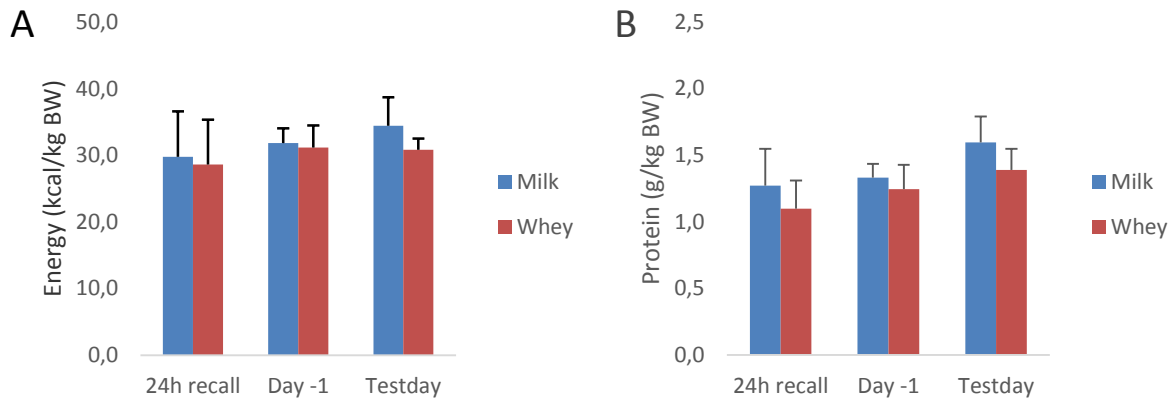 A
Energy (kcal/kg BW)
50,0
40,0
30,0
20,0
10,0
0,0
24h recall Day -1 Testday
Milk
Whey
B
Protein (g/kg BW)
2,5
2,0
1,5
1,0
0,5
0,0
24h recall Day -1 Testday
Milk
Whey